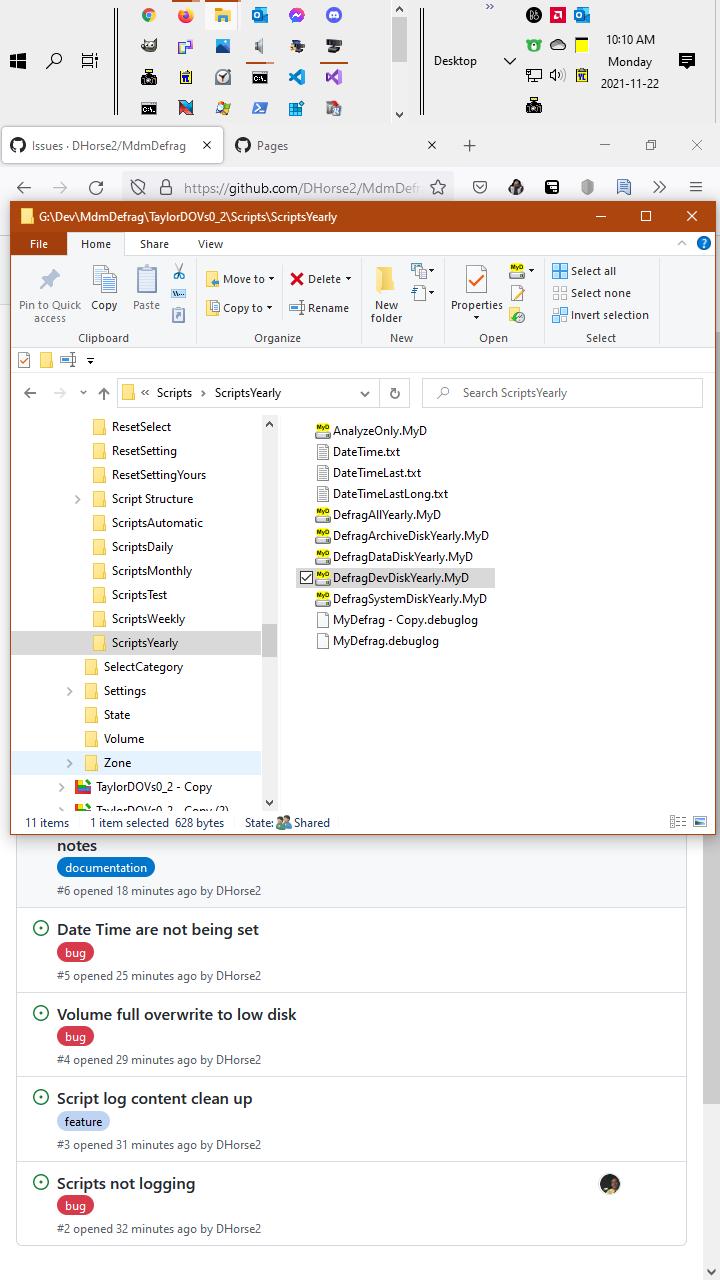 10:10 AM
Desktop
Monday
2021-11-22
Issues · DHorse2/MdmDefrag
Pages
https://github.com/DHorse2/MdmDefr
G:\Dev\MdmDefrag\TaylorDOVs0_2\Scripts\ScriptsYearly
File Home Share View
Pin to Quick access
Copy
Paste
Clipboard
Move to
Copy to
Delete
Rename
Organize
New folder
New
Properties
Open
Select all
Select none
Invert selection
Select
« Scripts › ScriptsYearly
Search ScriptsYearly
ResetSelect
ResetSetting
ResetSettingYours
Script Structure
ScriptsAutomatic
ScriptsDaily
ScriptsMonthly
ScriptsTest
ScriptsWeekly
ScriptsYearly
SelectCategory
Settings
State
Volume
Zone
TaylorDOVs0_2 - Copy
TaylorDOVs0_2 - Copy (2)
AnalyzeOnly.MyD
DateTime.txt
DateTimeLast.txt
DateTimeLastLong.txt
DefragAllYearly.MyD
DefragArchiveDiskYearly.MyD
DefragDataDiskYearly.MyD
DefragDevDiskYearly.MyD
DefragSystemDiskYearly.MyD
MyDefrag - Copy.debuglog
MyDefrag.debuglog
11 items 1 item selected 628 bytes State: Shared
notes
documentation
#6 opened 18 minutes ago by DHorse2
Date Time are not being set
bug
#5 opened 25 minutes ago by DHorse2
Volume full overwrite to low disk
bug
#4 opened 29 minutes ago by DHorse2
Script log content clean up
feature
#3 opened 31 minutes ago by DHorse2
Scripts not logging
bug
#2 opened 32 minutes ago by DHorse2